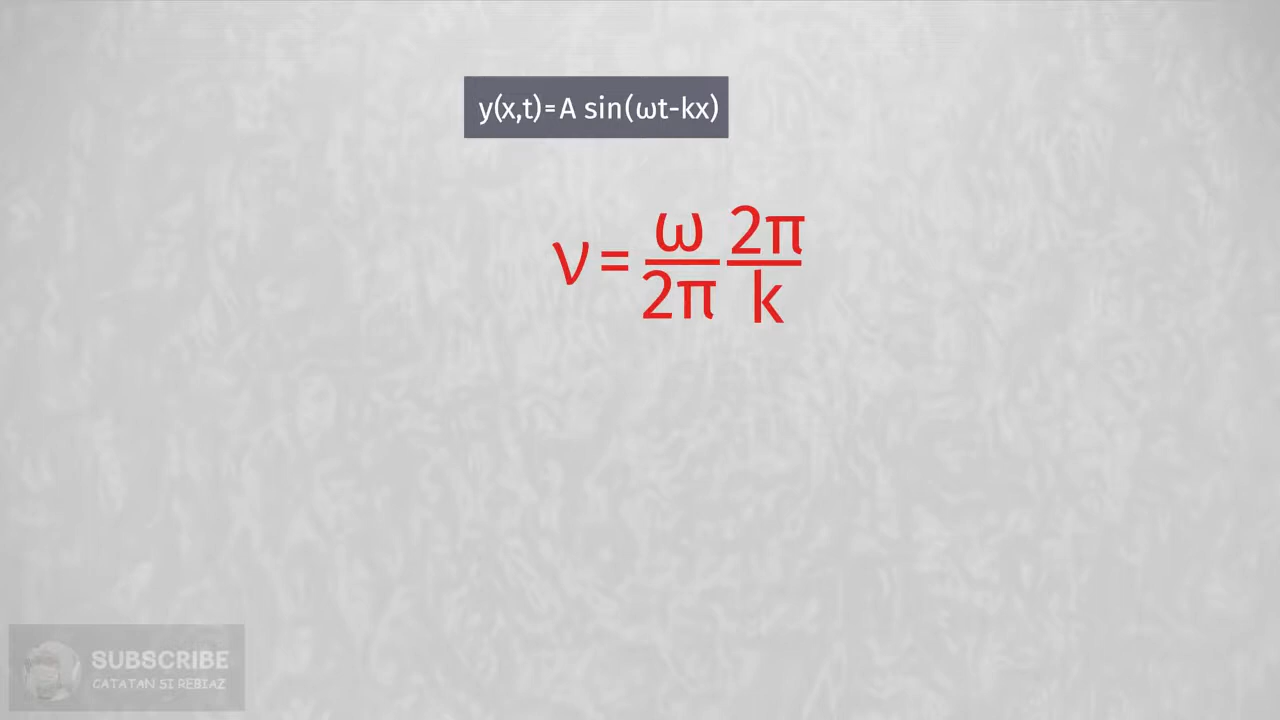 y(x,t)=A sin(ωt-kx)
ν = ω/2π 2π/k
SUBSCRIBE
CATATAN SI REBIAZ